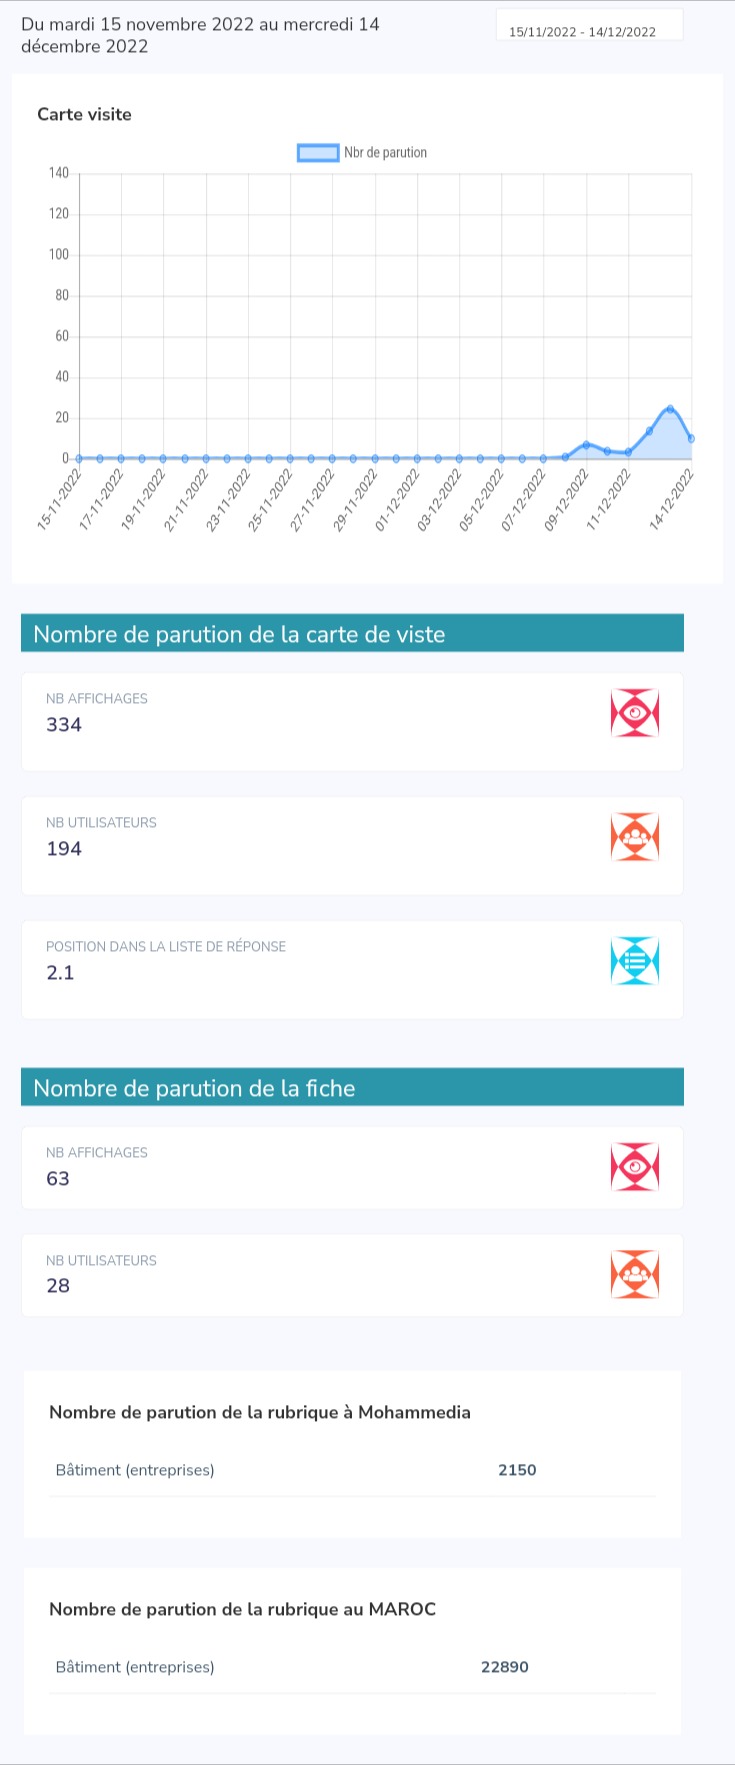 Du mardi 15 novembre 2022 au mercredi 14
décembre 2022
15/11/2022 - 14/12/2022
Carte visite
Nbr de parution
140
120
100
80
60
40
20
0
15-11-2022
17-11-2022
19-11-2022
21-11-2022
23-11-2022
25-11-2022
27-11-2022
29-11-2022
01-12-2022
03-12-2022
05-12-2022
07-12-2022
09-12-2022
11-12-2022
14-12-2022
Nombre de parution de la carte de viste
NB AFFICHAGES
334
NB UTILISATEURS
194
POSITION DANS LA LISTE DE RÉPONSE
2.1
Nombre de parution de la fiche
NB AFFICHAGES
63
NB UTILISATEURS
28
Nombre de parution de la rubrique à Mohammedia
Bâtiment (entreprises) 2150
Nombre de parution de la rubrique au MAROC
Bâtiment (entreprises) 22890